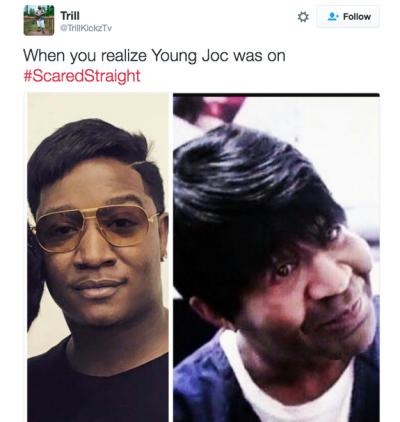 Trill
@TrillKickzTv
Follow
When you realize Young Joc was on
#ScaredStraight